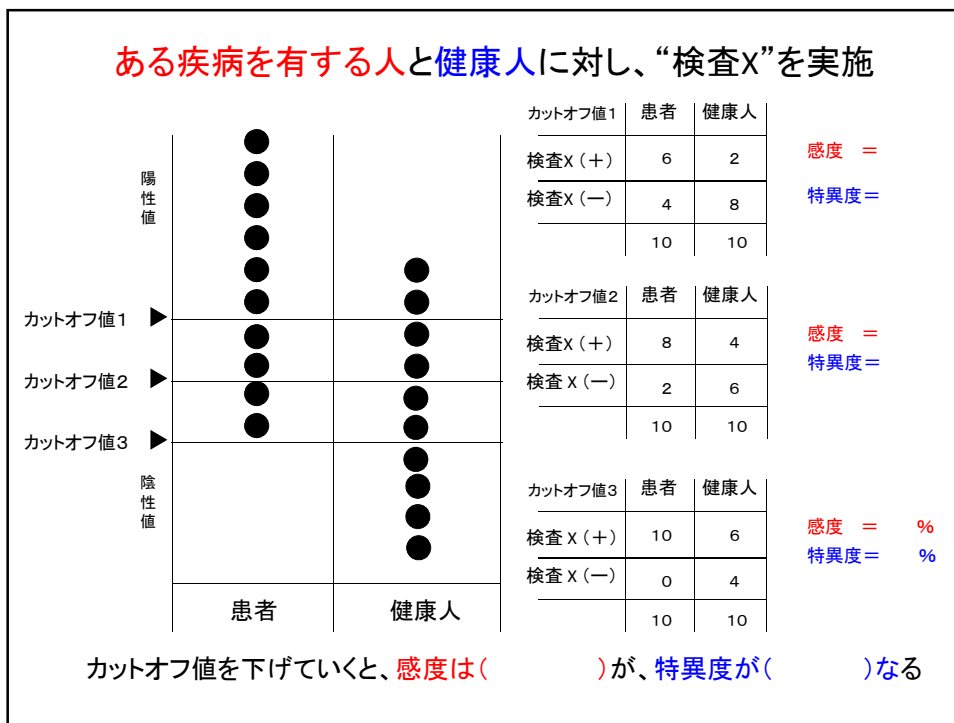 ある疾病を有する人と健康人に対し、“検査X”を実施
陽性値
カットオフ値1 ▶
カットオフ値2 ▶
カットオフ値3 ▶
陰性値
患者 健康人
カットオフ値1 患者 健康人
検査X（＋） 6 2
検査X（―） 4 8
10 10
感度 ＝
特異度＝
カットオフ値2 患者 健康人
検査X（＋） 8 4
検査X（―） 2 6
10 10
感度 ＝
特異度＝
カットオフ値3 患者 健康人
検査X（＋） 10 6
検査X（―） 0 4
10 10
感度 ＝ %
特異度＝ %
カットオフ値を下げていくと、感度は（ ）が、特異度が（ ）なる